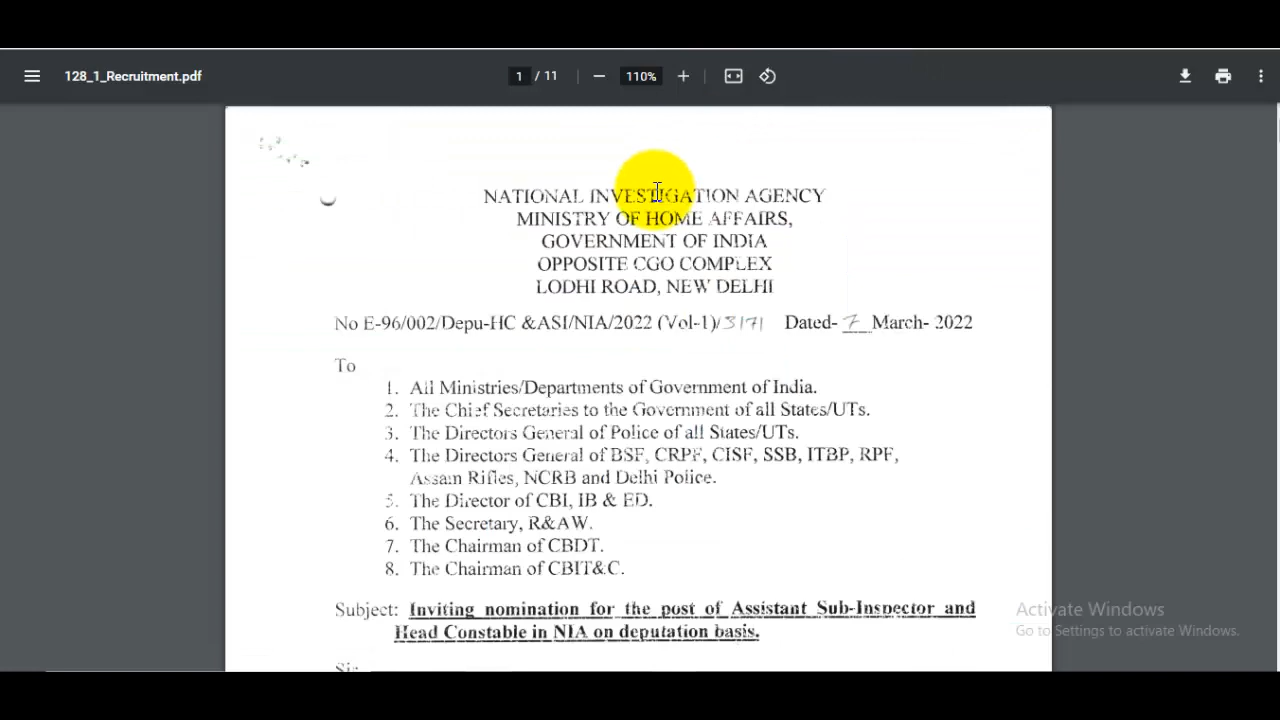 128_1_Recruitment.pdf
1 / 11
110%
NATIONAL INVESTIGATION AGENCY
MINISTRY OF HOME AFFAIRS,
GOVERNMENT OF INDIA
OPPOSITE CGO COMPLEX
LODHI ROAD, NEW DELHI
No E-96/002/Depu-HC &ASI/NIA/2022 (Vol-1)/3171 Dated- 7 March- 2022
To
1. All Ministries/Departments of Government of India.
2. The Chief Secretaries to the Government of all States/UTs.
3. The Directors General of Police of all States/UTs.
4. The Directors General of BSF, CRPF, CISF, SSB, ITBP, RPF,
Assam Rifles, NCRB and Delhi Police.
5. The Director of CBI, IB & ED.
6. The Secretary, R&AW.
7. The Chairman of CBDT.
8. The Chairman of CBIT&C.
Subject: Inviting nomination for the post of Assistant Sub-Inspector and
Head Constable in NIA on deputation basis.
Activate Windows
Go to Settings to activate Windows.